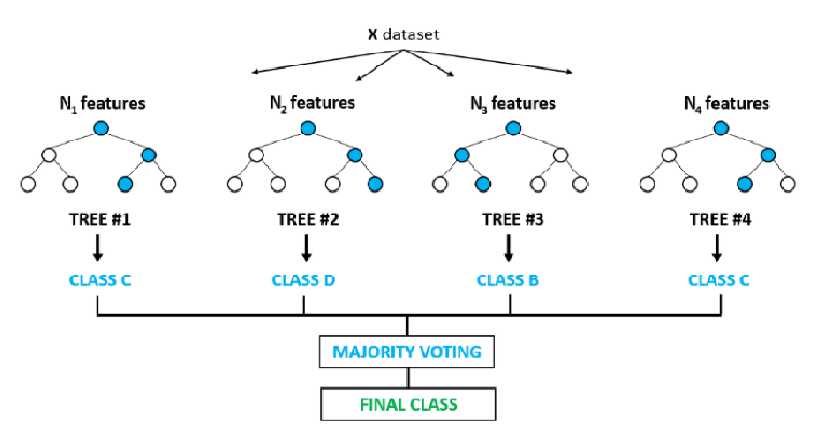 X dataset
N₁ features
N₂ features
N₃ features
N₄ features
TREE #1
TREE #2
TREE #3
TREE #4
CLASS C
CLASS D
CLASS B
CLASS C
MAJORITY VOTING
FINAL CLASS